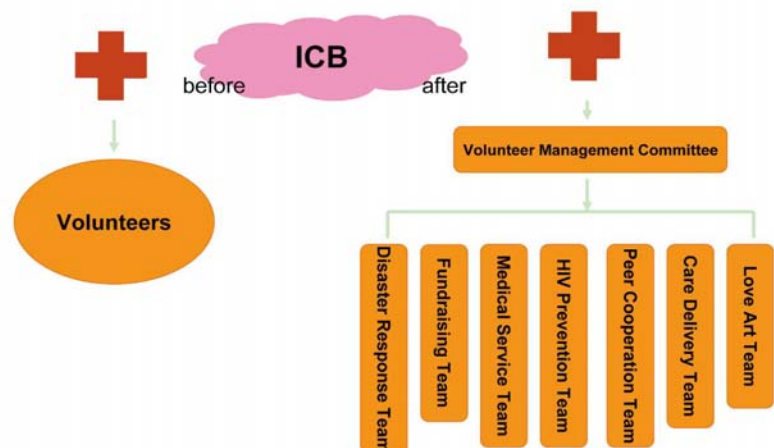 ICB
before
after
Volunteer Management Committee
Volunteers
Disaster Response Team
Fundraising Team
Medical Service Team
HIV Prevention Team
Peer Cooperation Team
Care Delivery Team
Love Art Team